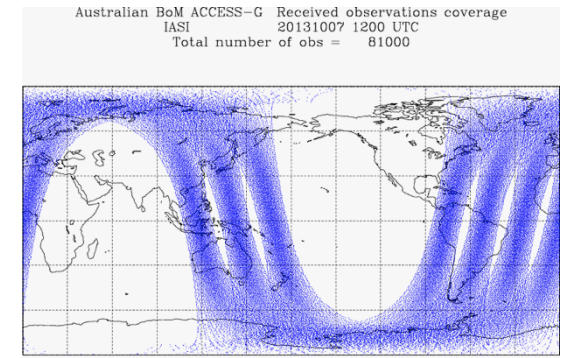 Australian BoM ACCESS-G Received observations coverage
IASI 20131007 1200 UTC
Total number of obs = 81000